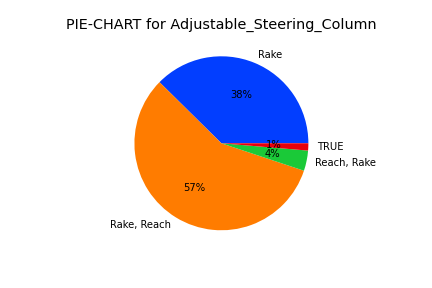 PIE-CHART for Adjustable_Steering_Column
Rake
38%
1%
TRUE
4%
Reach, Rake
57%
Rake, Reach